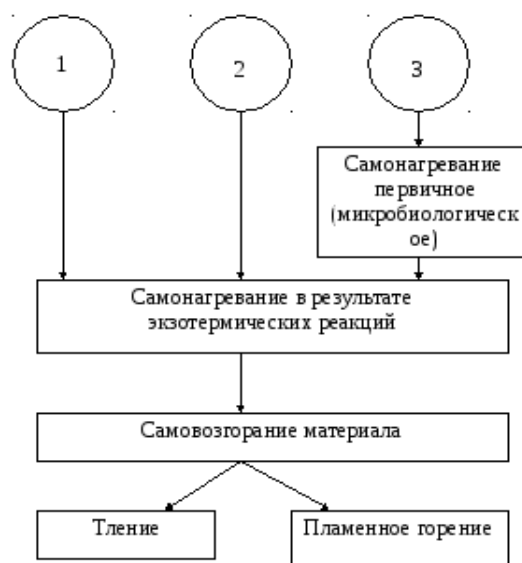 1
2
3
Самонагревание
первичное
(микробиологическ
ое)
Самонагревание в результате
экзотермических реакций
Самовозгорание материала
Тление
Пламенное горение